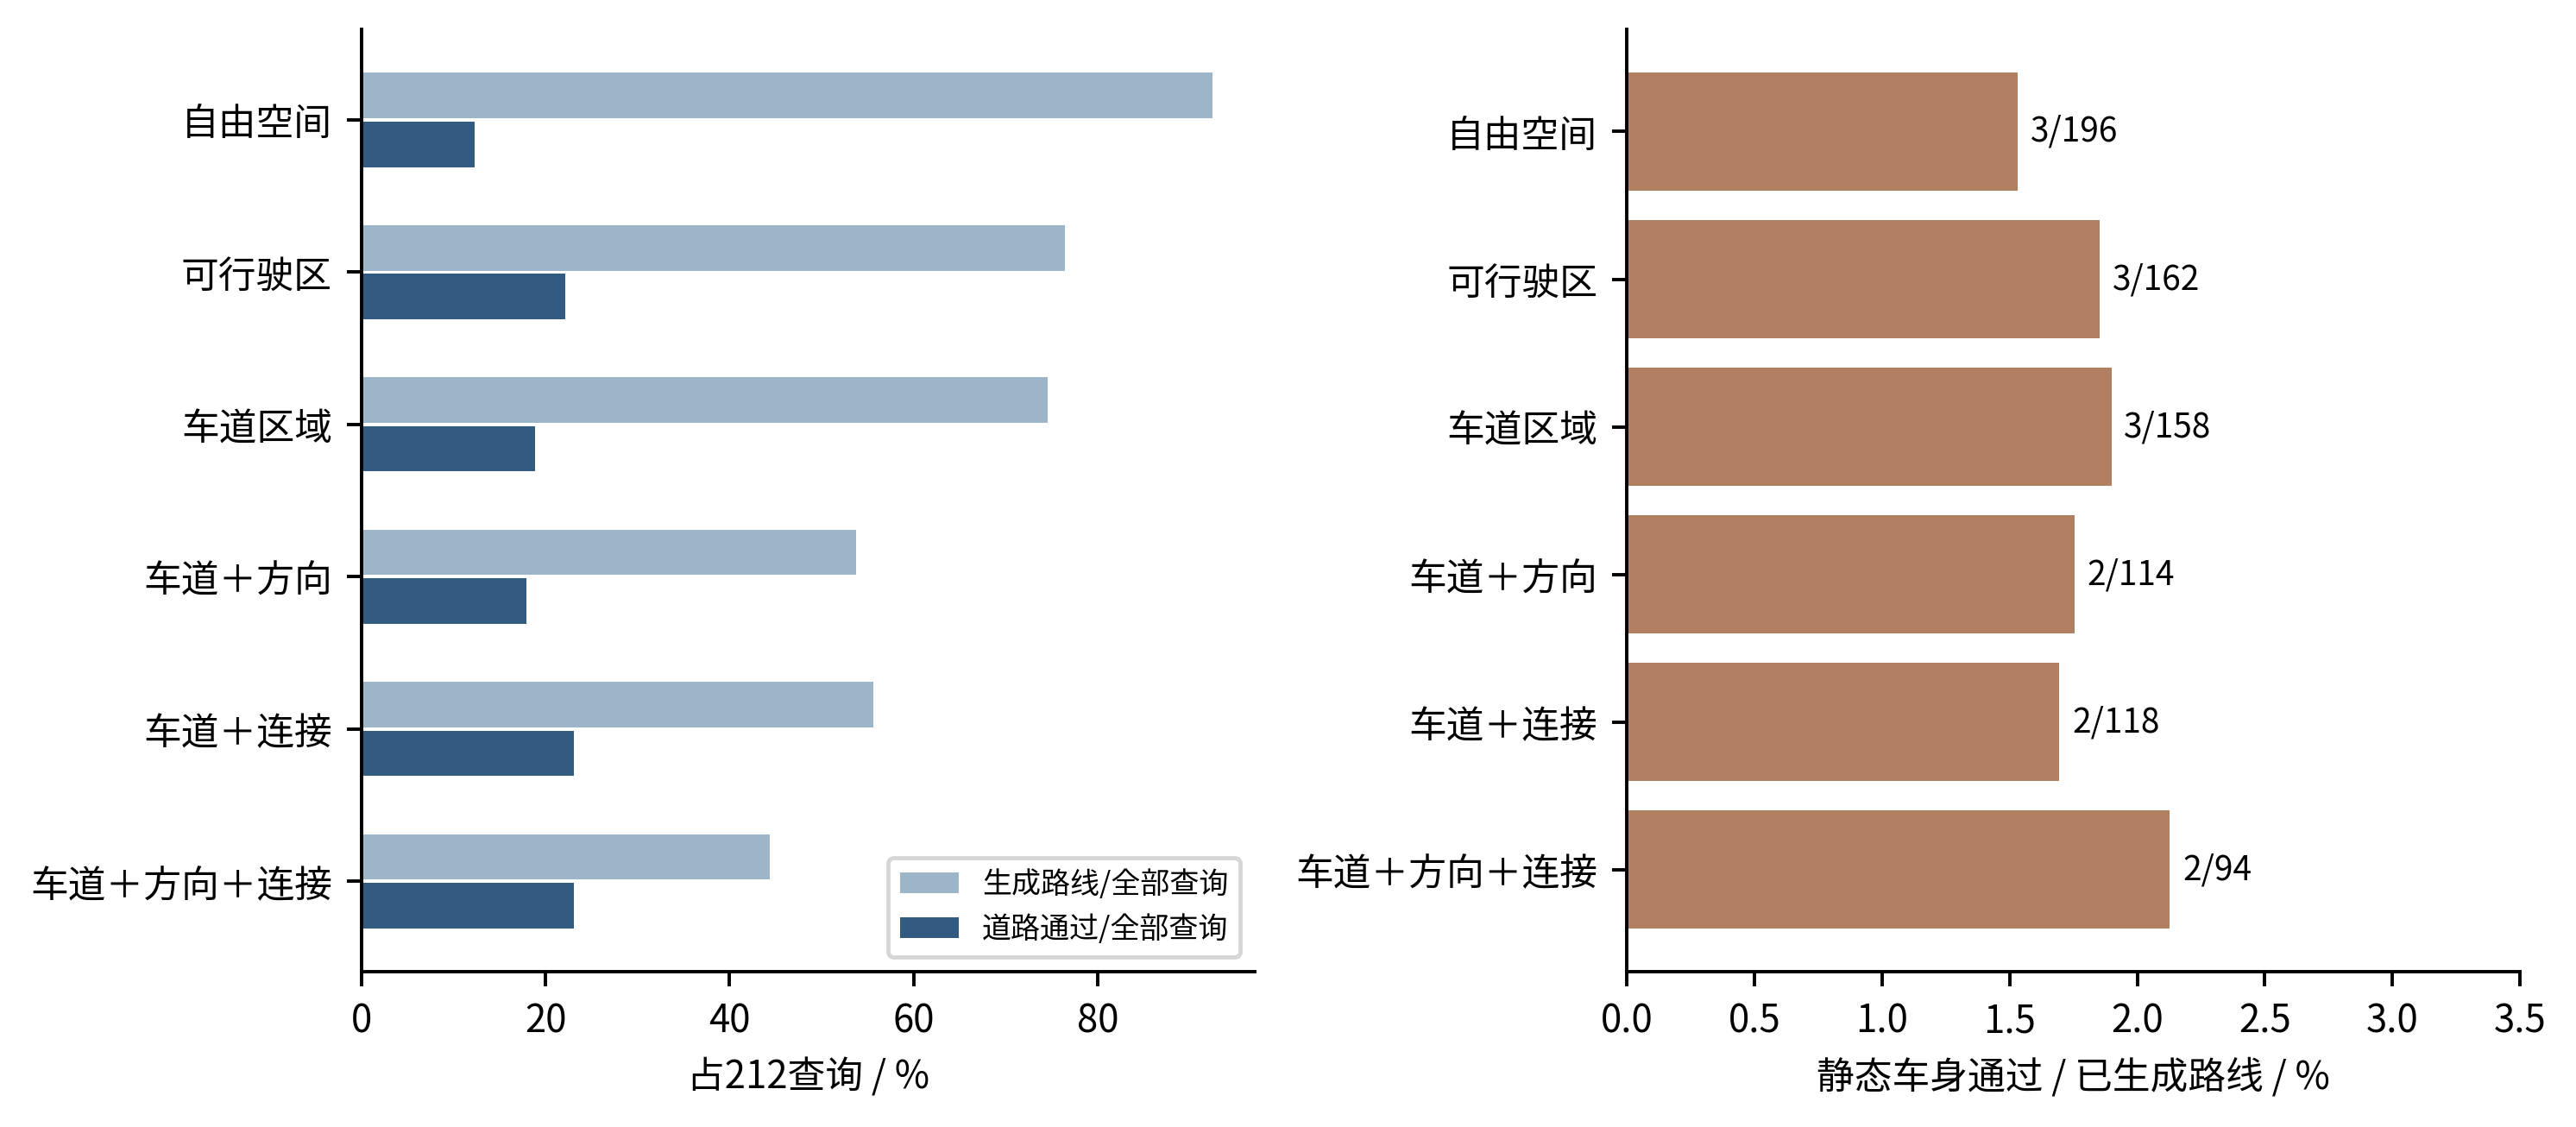 自由空间
可行驶区
车道区域
车道＋方向
车道＋连接
车道＋方向＋连接
生成路线/全部查询
道路通过/全部查询
0 20 40 60 80
占212查询 / %
自由空间 3/196
可行驶区 3/162
车道区域 3/158
车道＋方向 2/114
车道＋连接 2/118
车道＋方向＋连接 2/94
0.0 0.5 1.0 1.5 2.0 2.5 3.0 3.5
静态车身通过 / 已生成路线 / %